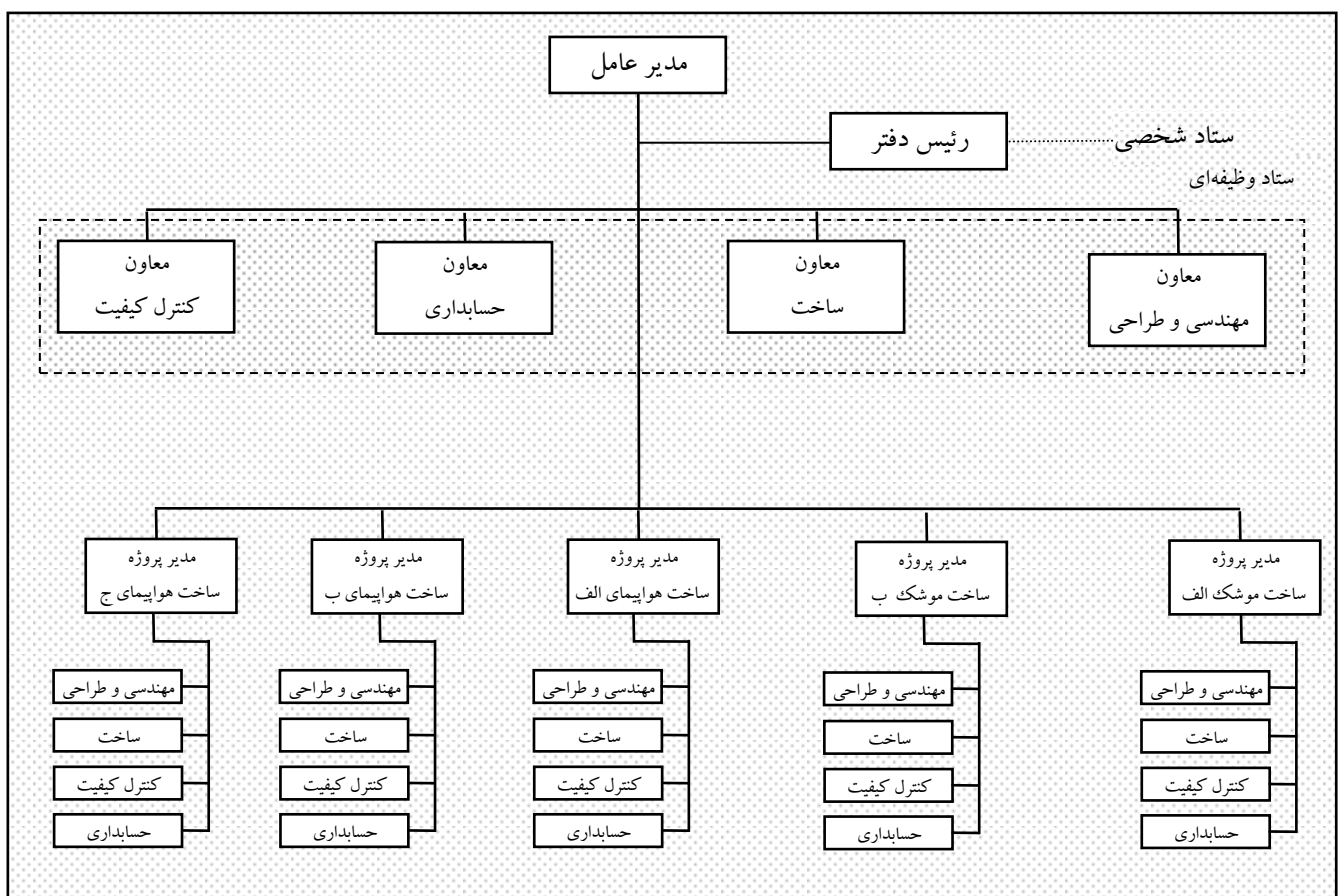 مدیر عامل
رئیس دفتر
ستاد شخصی
ستاد وظیفه‌ای
معاون
مهندسی و طراحی
معاون
ساخت
معاون
حسابداری
معاون
کنترل کیفیت
مدیر پروژه
ساخت موشک الف
مدیر پروژه
ساخت موشک ب
مدیر پروژه
ساخت هواپیمای الف
مدیر پروژه
ساخت هواپیمای ب
مدیر پروژه
ساخت هواپیمای ج
مهندسی و طراحی
ساخت
کنترل کیفیت
حسابداری
مهندسی و طراحی
ساخت
کنترل کیفیت
حسابداری
مهندسی و طراحی
ساخت
کنترل کیفیت
حسابداری
مهندسی و طراحی
ساخت
کنترل کیفیت
حسابداری
مهندسی و طراحی
ساخت
کنترل کیفیت
حسابداری